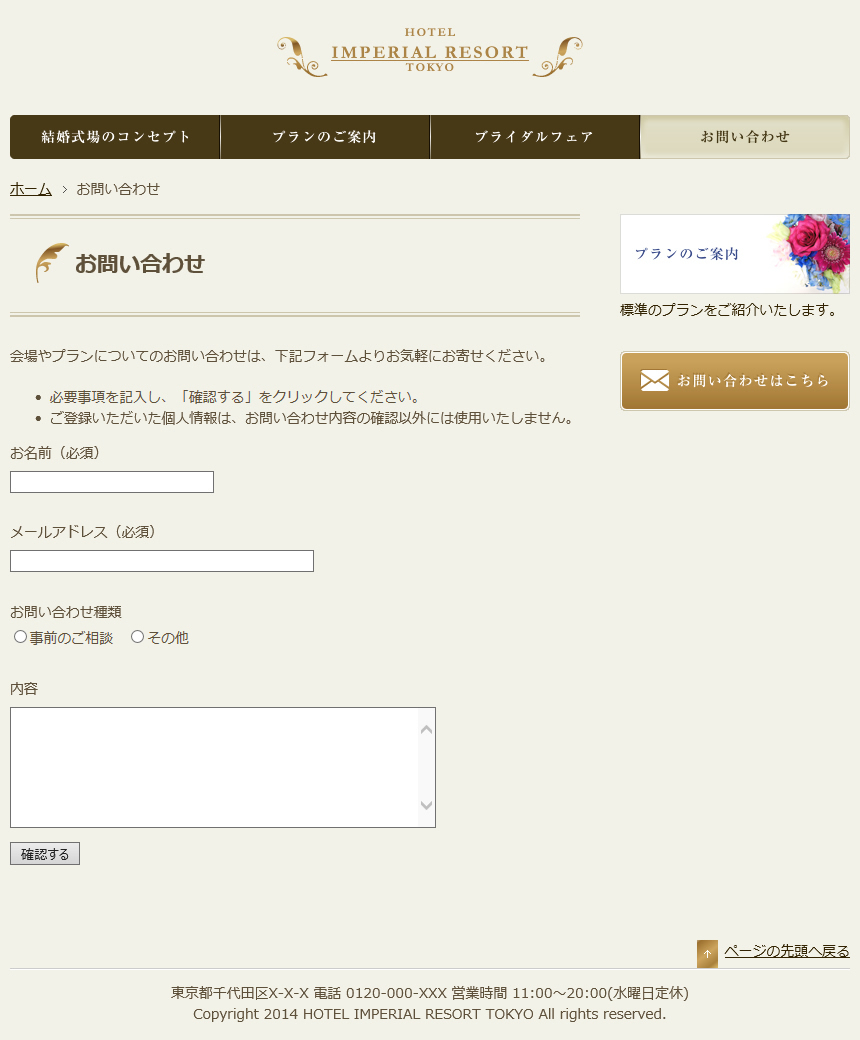 HOTEL
IMPERIAL RESORT
TOKYO
結婚式場のコンセプト プランのご案内 ブライダルフェア お問い合わせ
ホーム > お問い合わせ
お問い合わせ
プランのご案内
標準のプランをご紹介いたします。
お問い合わせはこちら
会場やプランについてのお問い合わせは、下記フォームよりお気軽にお寄せください。
• 必要事項を記入し、「確認する」をクリックしてください。
• ご登録いただいた個人情報は、お問い合わせ内容の確認以外には使用いたしません。
お名前（必須）
メールアドレス（必須）
お問い合わせ種類
事前のご相談 その他
内容
確認する
↑ ページの先頭へ戻る
東京都千代田区X-X-X 電話 0120-000-XXX 営業時間 11:00～20:00(水曜日定休)
Copyright 2014 HOTEL IMPERIAL RESORT TOKYO All rights reserved.